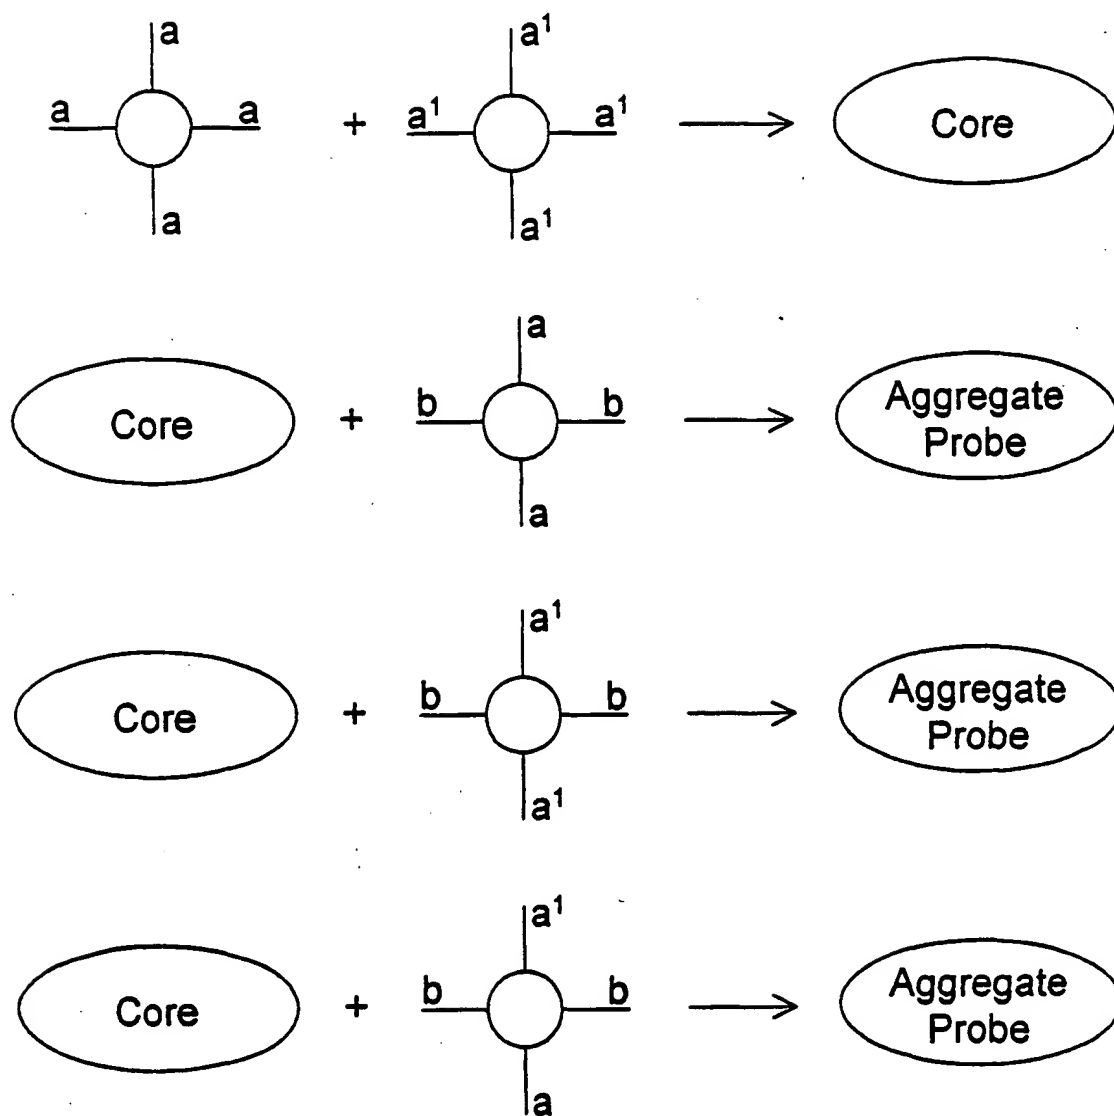 a
a a
a
+
a¹
a¹ a¹
a¹
Core
Core
+
a
b b
a
Aggregate
Probe
Core
+
a¹
b b
a¹
Aggregate
Probe
Core
+
a¹
b b
a
Aggregate
Probe